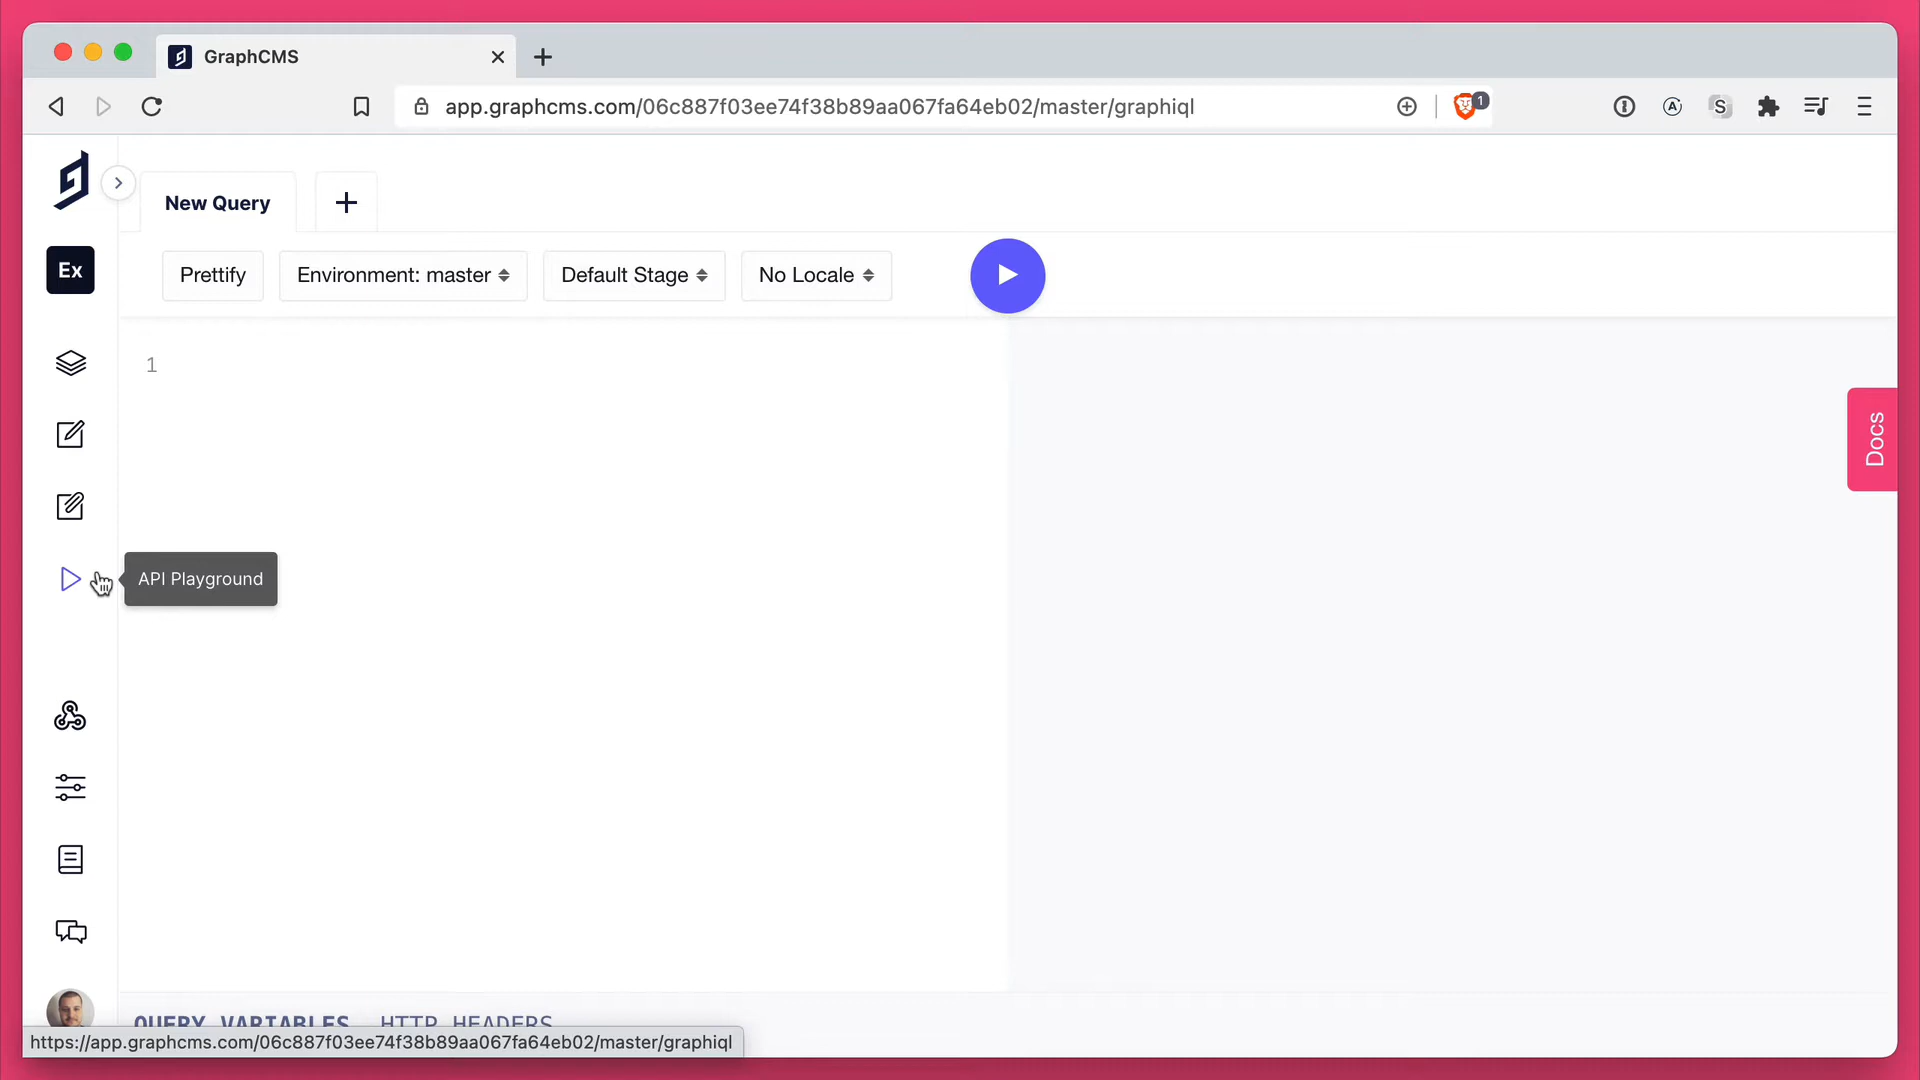 GraphCMS
app.graphcms.com/06c887f03ee74f38b89aa067fa64eb02/master/graphiql
1
S
New Query
Ex
Prettify
Environment: master
Default Stage
No Locale
1
Docs
API Playground
QUERY VARIABLES
HTTP HEADERS
https://app.graphcms.com/06c887f03ee74f38b89aa067fa64eb02/master/graphiql